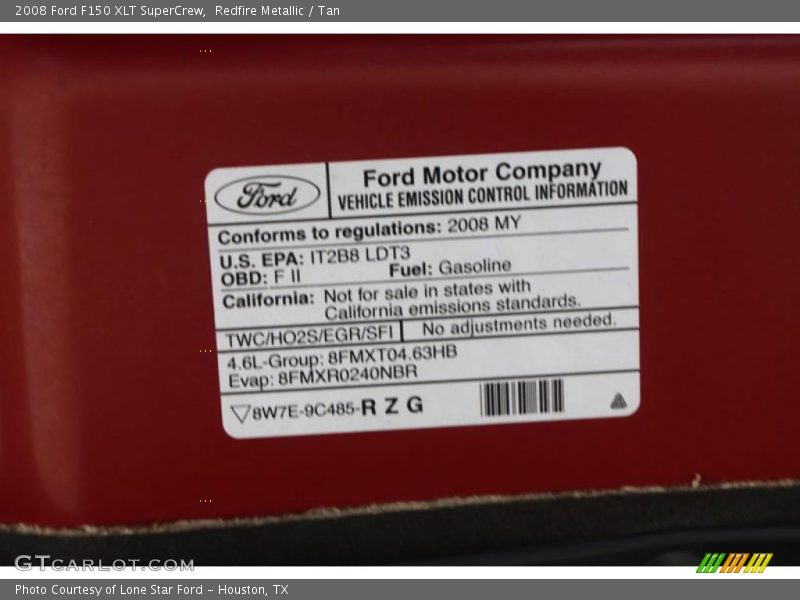 2008 Ford F150 XLT SuperCrew, Redfire Metallic / Tan
Ford
Ford Motor Company
VEHICLE EMISSION CONTROL INFORMATION
Conforms to regulations: 2008 MY
U.S. EPA: IT2B8 LDT3
OBD: F II Fuel: Gasoline
California: Not for sale in states with
California emissions standards.
TWC/HO2S/EGR/SFI No adjustments needed.
4.6L-Group: 8FMXT04.63HB
Evap: 8FMXR0240NBR
8W7E-9C485-R Z G
GTCARLOT.COM
Photo Courtesy of Lone Star Ford - Houston, TX